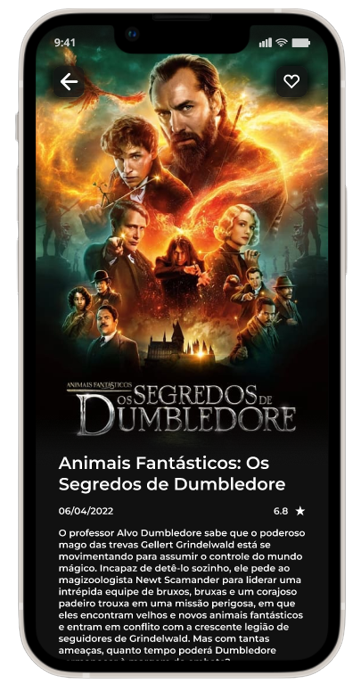 9:41
ANIMAIS FANTÁSTICOS
OS SEGREDOS DE
DUMBLEDORE
Animais Fantásticos: Os
Segredos de Dumbledore
06/04/2022 6.8 ★
O professor Alvo Dumbledore sabe que o poderoso
mago das trevas Gellert Grindelwald está se
movimentando para assumir o controle do mundo
mágico. Incapaz de detê-lo sozinho, ele pede ao
magizoologista Newt Scamander para liderar uma
intrépida equipe de bruxos, bruxas e um corajoso
padeiro trouxa em uma missão perigosa, em que
eles encontram velhos e novos animais fantásticos
e entram em conflito com a crescente legião de
seguidores de Grindelwald. Mas com tantas
ameaças, quanto tempo poderá Dumbledore